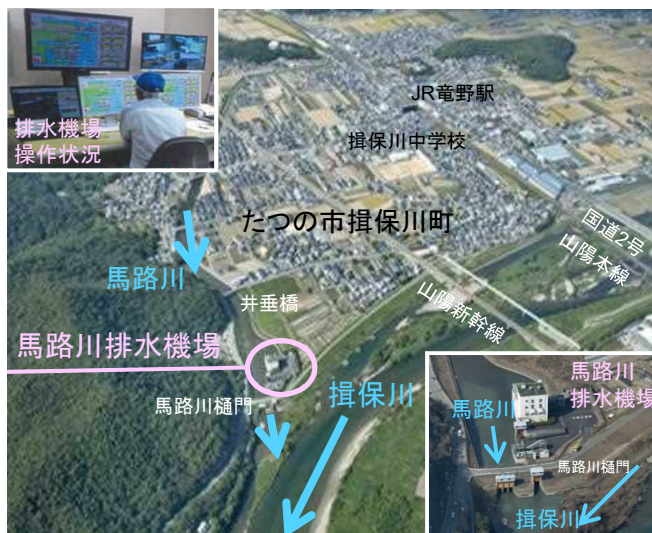 排水機場
操作状況
JR竜野駅
揖保川中学校
たつの市揖保川町
国道2号
山陽本線
山陽新幹線
馬路川
井垂橋
馬路川排水機場
馬路川樋門
揖保川
馬路川
排水機場
馬路川
馬路川樋門
揖保川